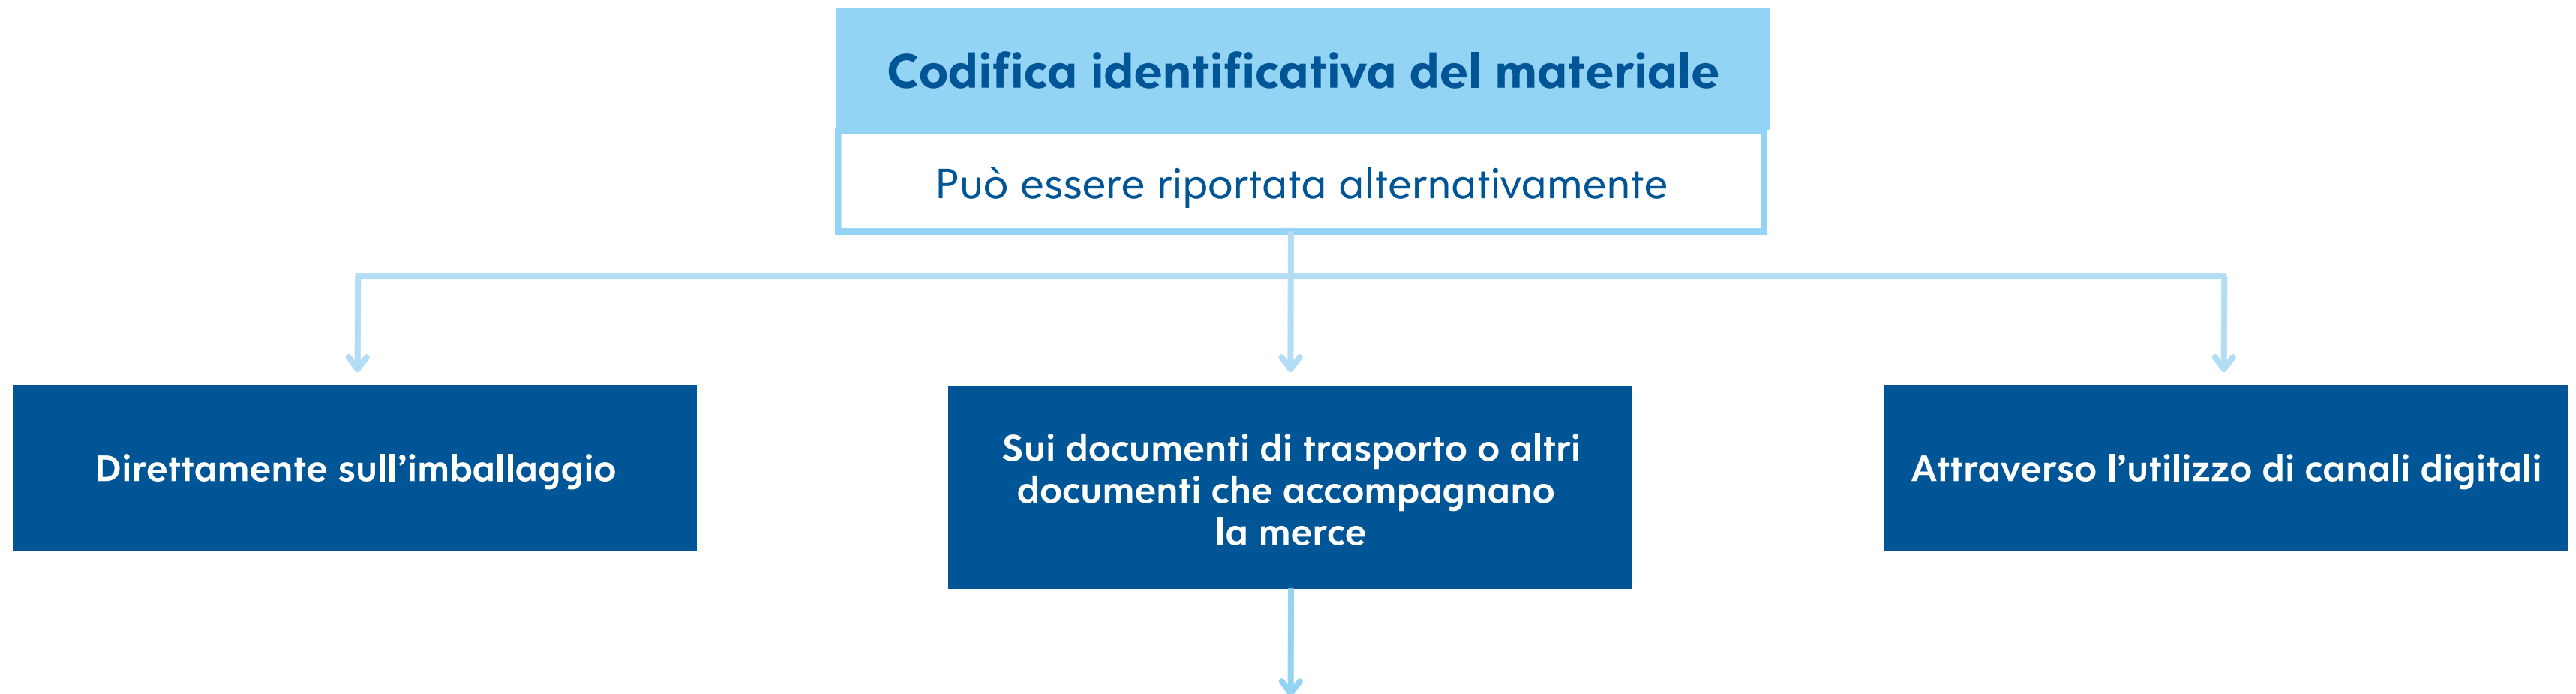 Codifica identificativa del materiale
Può essere riportata alternativamente
Direttamente sull’imballaggio
Sui documenti di trasporto o altri
documenti che accompagnano
la merce
Attraverso l’utilizzo di canali digitali